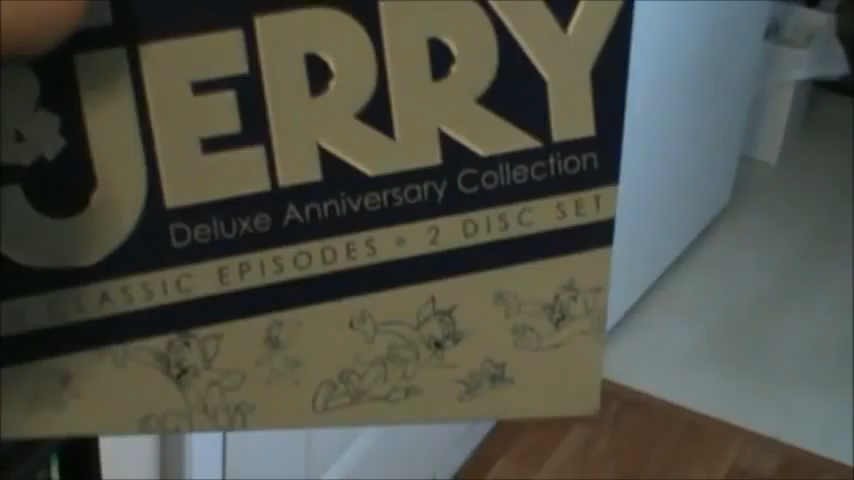 & JERRY
Deluxe Anniversary Collection
CLASSIC EPISODES • 2 DISC SET